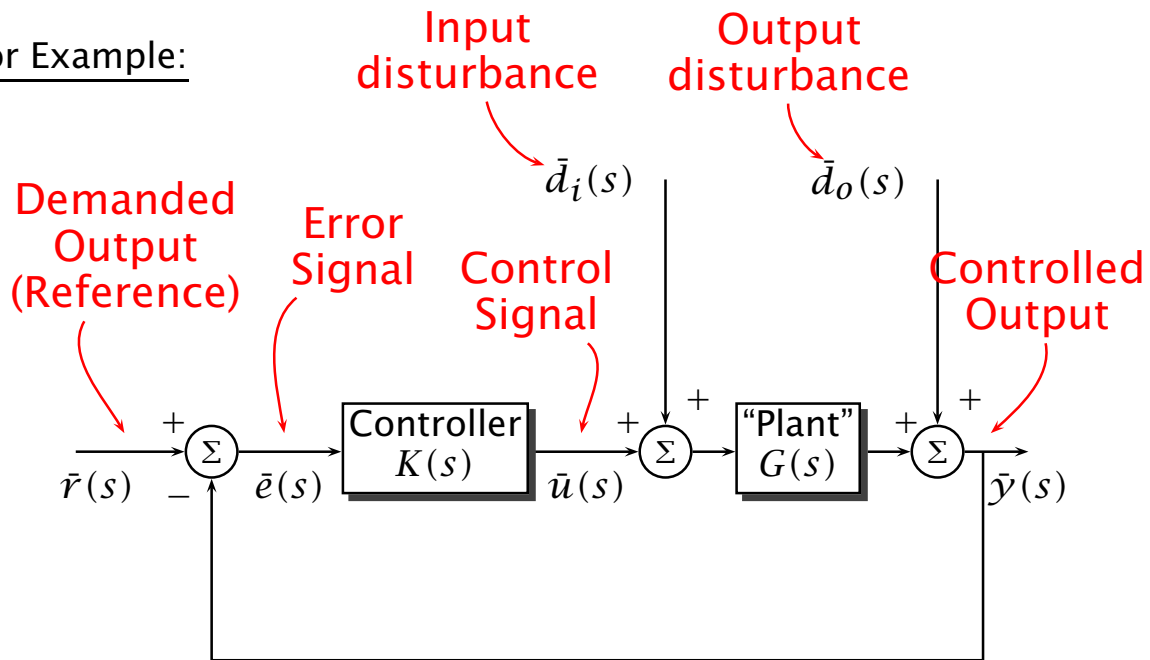 or Example:
Input
disturbance
Output
disturbance
d̄ᵢ(s)
d̄ₒ(s)
Demanded
Output
(Reference)
Error
Signal
Control
Signal
Controlled
Output
+
Σ
−
r̄(s)
ē(s)
Controller
K(s)
ū(s)
+
+
Σ
“Plant”
G(s)
+
+
Σ
ȳ(s)